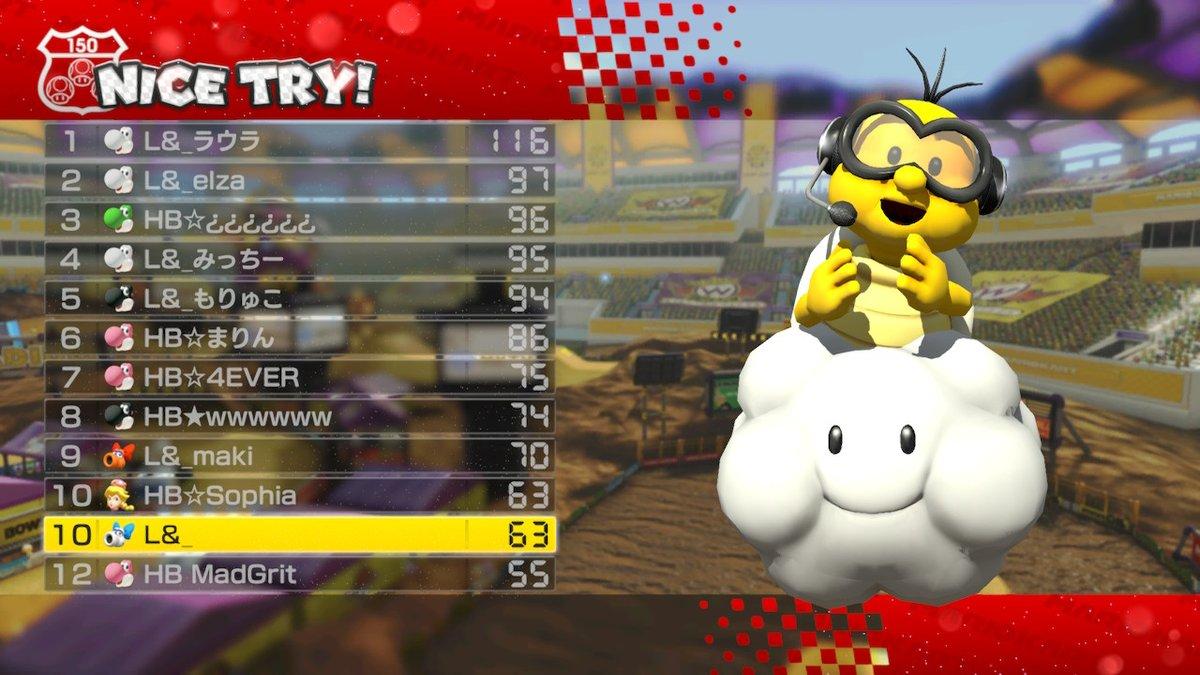 150
NICE TRY!
1 L&_ラウラ 116
2 L&_elza 97
3 HB☆¿¿¿¿¿¿ 96
4 L&_みっちー 95
5 L&_もりゅこ 94
6 HB☆まりん 86
7 HB☆4EVER 75
8 HB★wwwwww 74
9 L&_maki 70
10 HB☆Sophia 63
10 L&_ 63
12 HB MadGrit 55